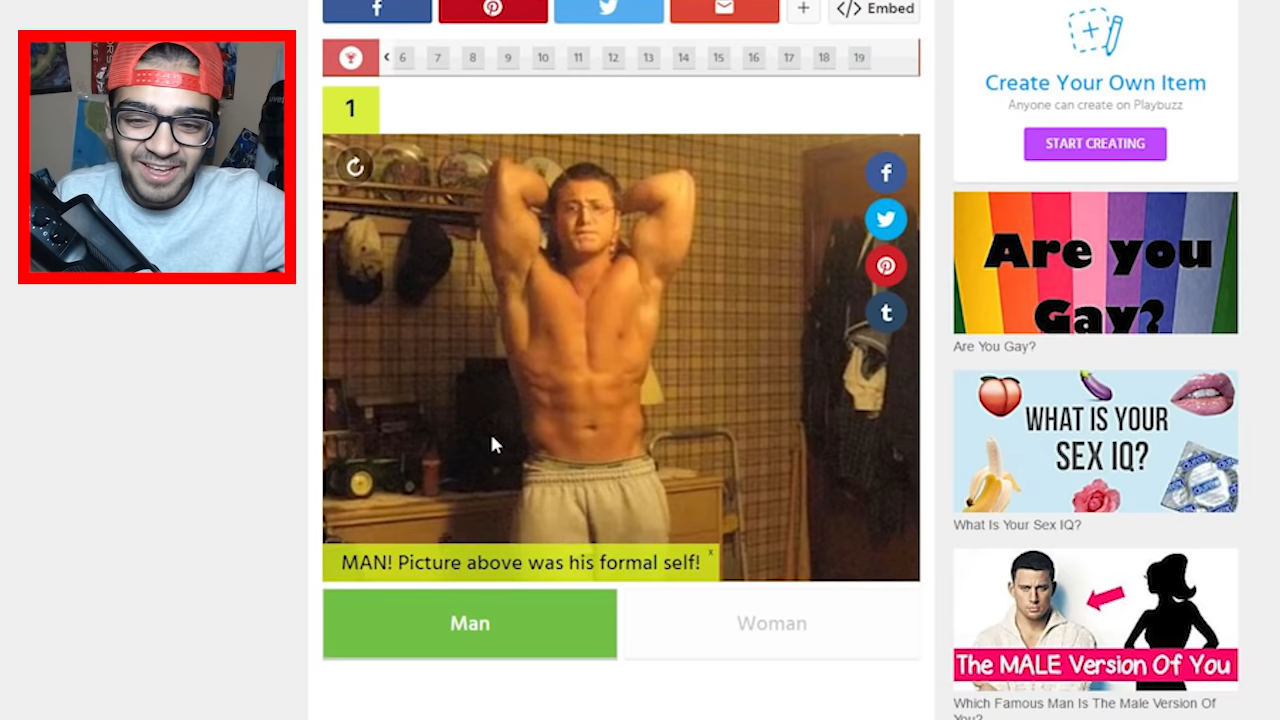 </> Embed
6 7 8 9 10 11 12 13 14 15 16 17 18 19
1
MAN! Picture above was his formal self!
x
Man
Woman
Create Your Own Item
Anyone can create on Playbuzz
START CREATING
Are you
Gay?
Are You Gay?
WHAT IS YOUR
SEX IQ?
What Is Your Sex IQ?
The MALE Version Of You
Which Famous Man Is The Male Version Of
You?